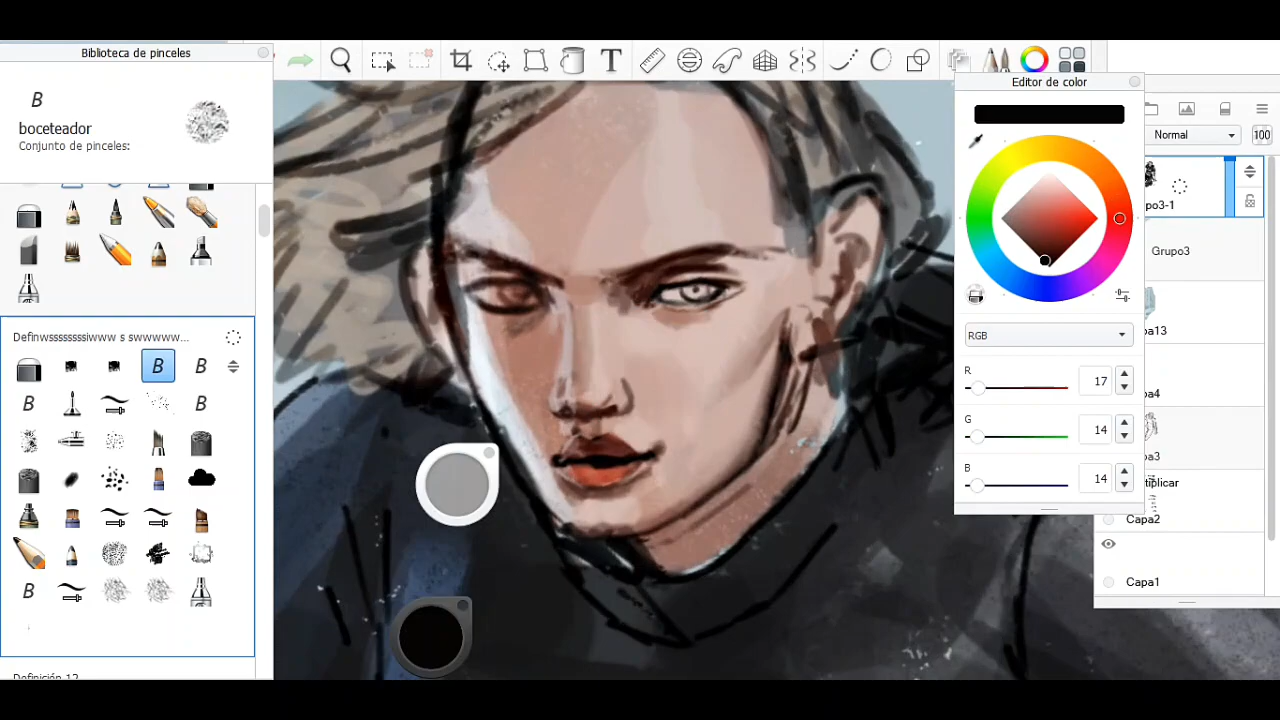 Biblioteca de pinceles
B
boceteador
Conjunto de pinceles:
Definwsssssssiwww s swwwww...
B B
B B
B
Definición 12
T
Editor de color
RGB
R 17
G 14
B 14
Normal 100
po3-1
Grupo3
pa13
pa4
pa3
tiplicar
Capa2
Capa1